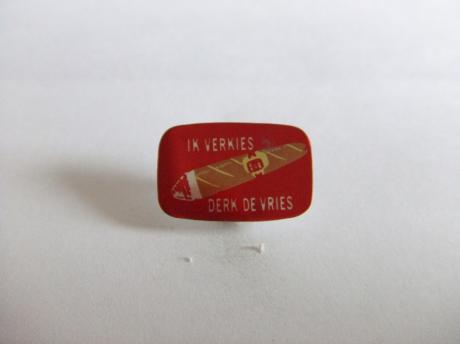 IK VERKIES
DERK DE VRIES